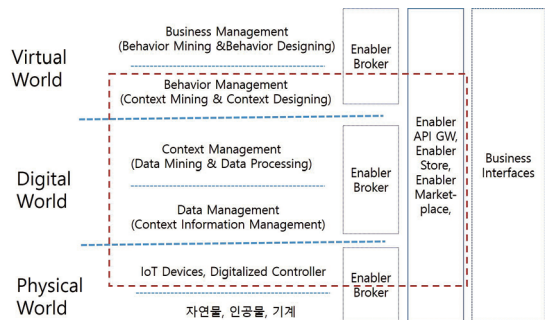 Virtual
World
Business Management
(Behavior Mining &Behavior Designing)
Behavior Management
(Context Mining & Context Designing)
Enabler
Broker
Digital
World
Context Management
(Data Mining & Data Processing)
Data Management
(Context Information Management)
Enabler
Broker
Physical
World
IoT Devices, Digitalized Controller
자연물, 인공물, 기계
Enabler
Broker
Enabler
API GW,
Enabler
Store,
Enabler
Market-
place,
Business
Interfaces